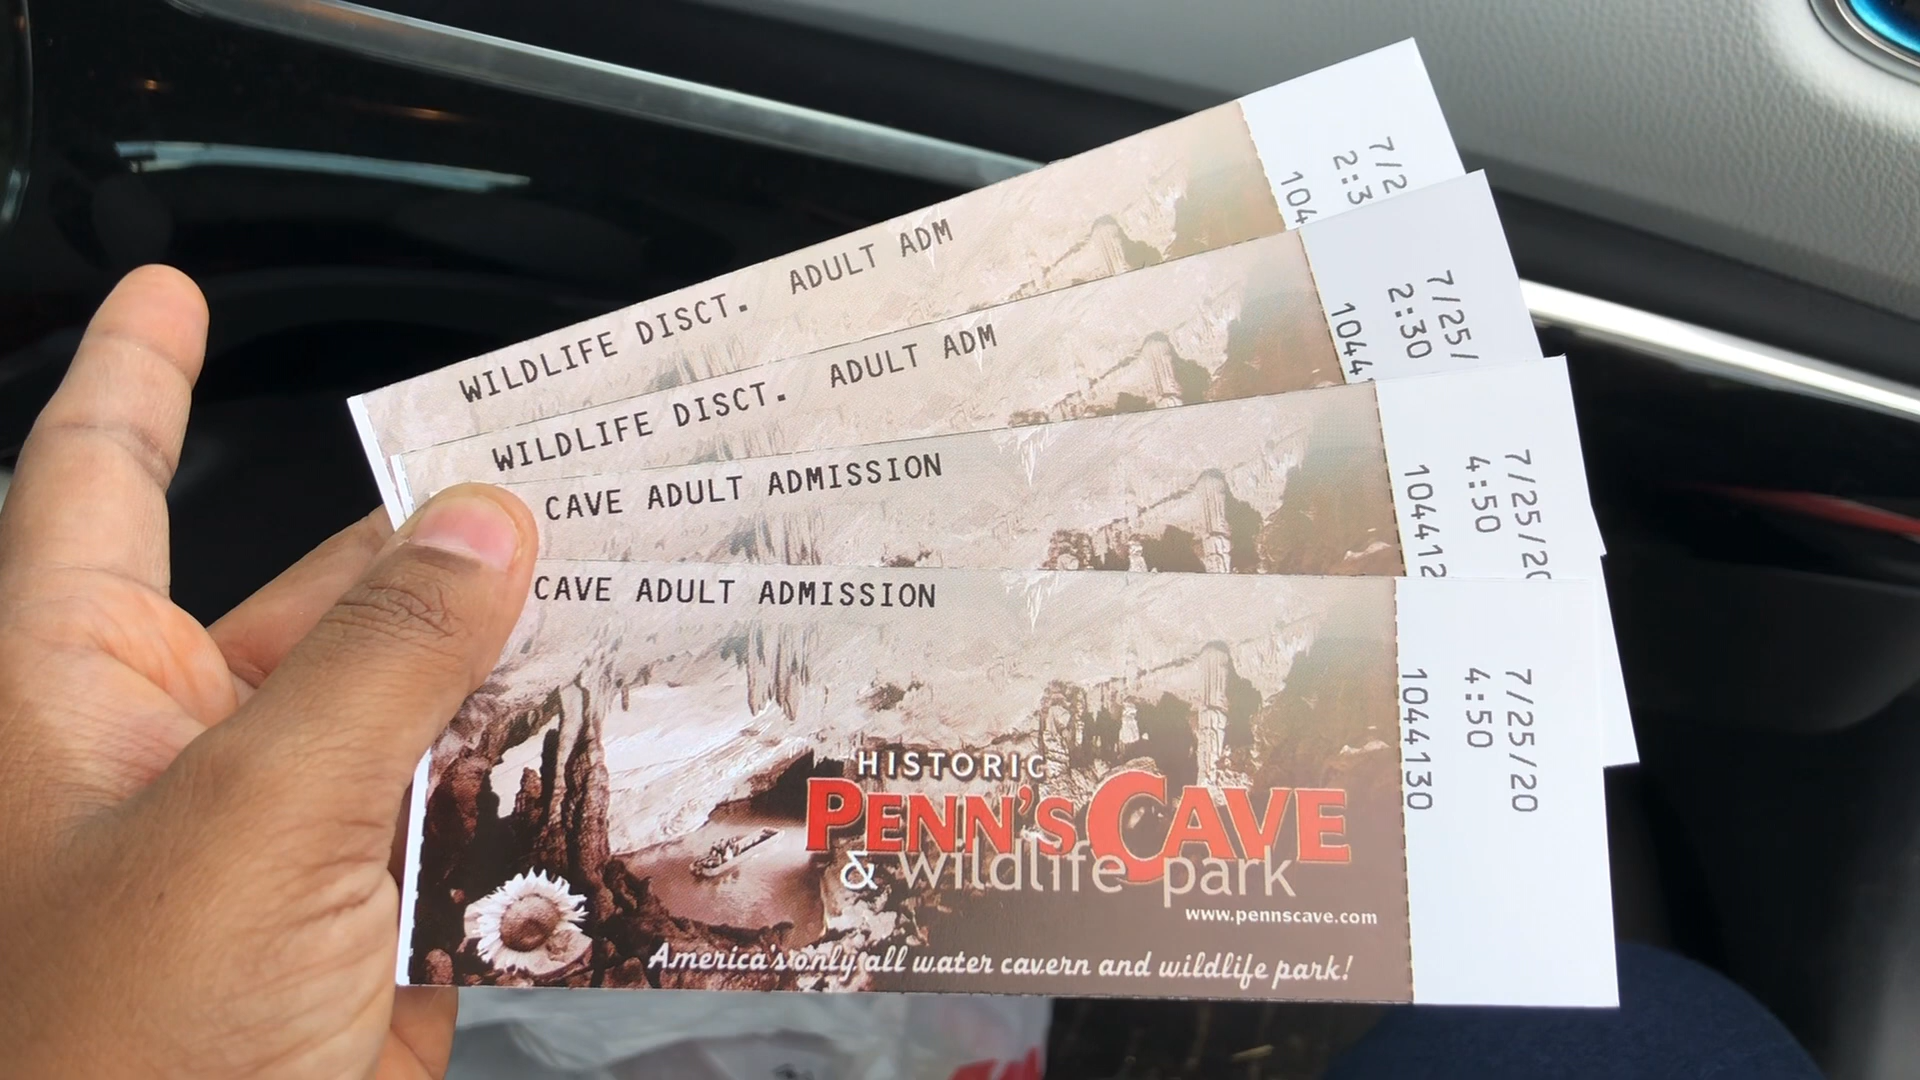 WILDLIFE DISCT. ADULT ADM
7/2
2:3
104
WILDLIFE DISCT. ADULT ADM
7/25/
2:30
1044
CAVE ADULT ADMISSION
7/25/20
4:50
104412
CAVE ADULT ADMISSION
7/25/20
4:50
1044130
HISTORIC
PENN'S CAVE
& wildlife park
www.pennscave.com
America's only all water cavern and wildlife park!